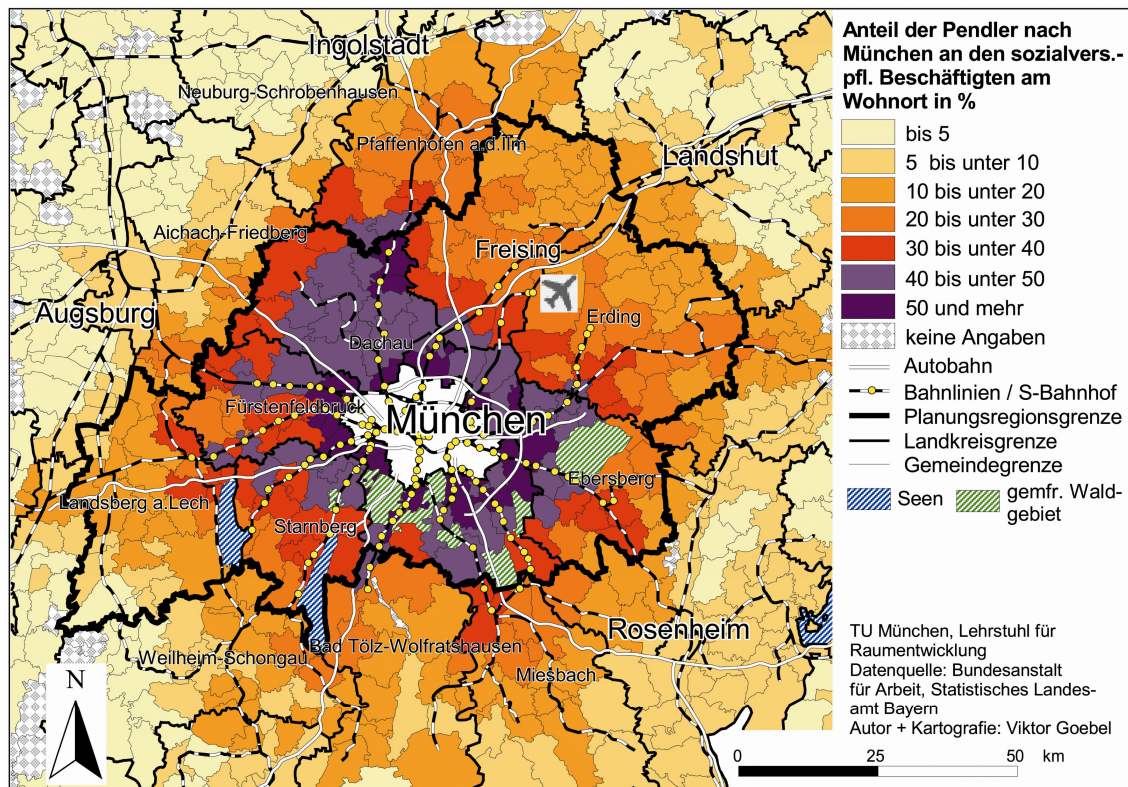 Ingolstadt
Neuburg-Schrobenhausen
Pfaffenhofen a.d.Ilm
Landshut
Aichach-Friedberg
Freising
Augsburg
Erding
Dachau
Fürstenfeldbruck
München
Ebersberg
Landsberg a.Lech
Starnberg
Rosenheim
Bad Tölz-Wolfratshausen
Weilheim-Schongau
Miesbach
N
Anteil der Pendler nach
München an den sozialvers.-
pfl. Beschäftigten am
Wohnort in %
bis 5
5 bis unter 10
10 bis unter 20
20 bis unter 30
30 bis unter 40
40 bis unter 50
50 und mehr
keine Angaben
Autobahn
Bahnlinien / S-Bahnhof
Planungsregionsgrenze
Landkreisgrenze
Gemeindegrenze
Seen
gemfr. Wald-
gebiet
TU München, Lehrstuhl für
Raumentwicklung
Datenquelle: Bundesanstalt
für Arbeit, Statistisches Landes-
amt Bayern
Autor + Kartografie: Viktor Goebel
0 25 50 km